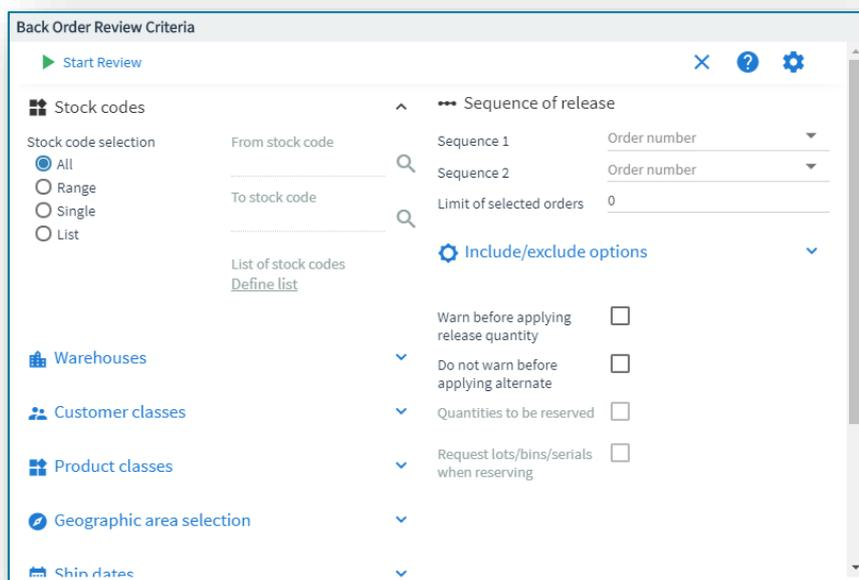 Back Order Review Criteria
Start Review
Stock codes
Stock code selection
All
Range
Single
List
From stock code
To stock code
List of stock codes
Define list
Warehouses
Customer classes
Product classes
Geographic area selection
Ship dates
Sequence of release
Sequence 1
Order number
Sequence 2
Order number
Limit of selected orders
0
Include/exclude options
Warn before applying
release quantity
Do not warn before
applying alternate
Quantities to be reserved
Request lots/bins/serials
when reserving